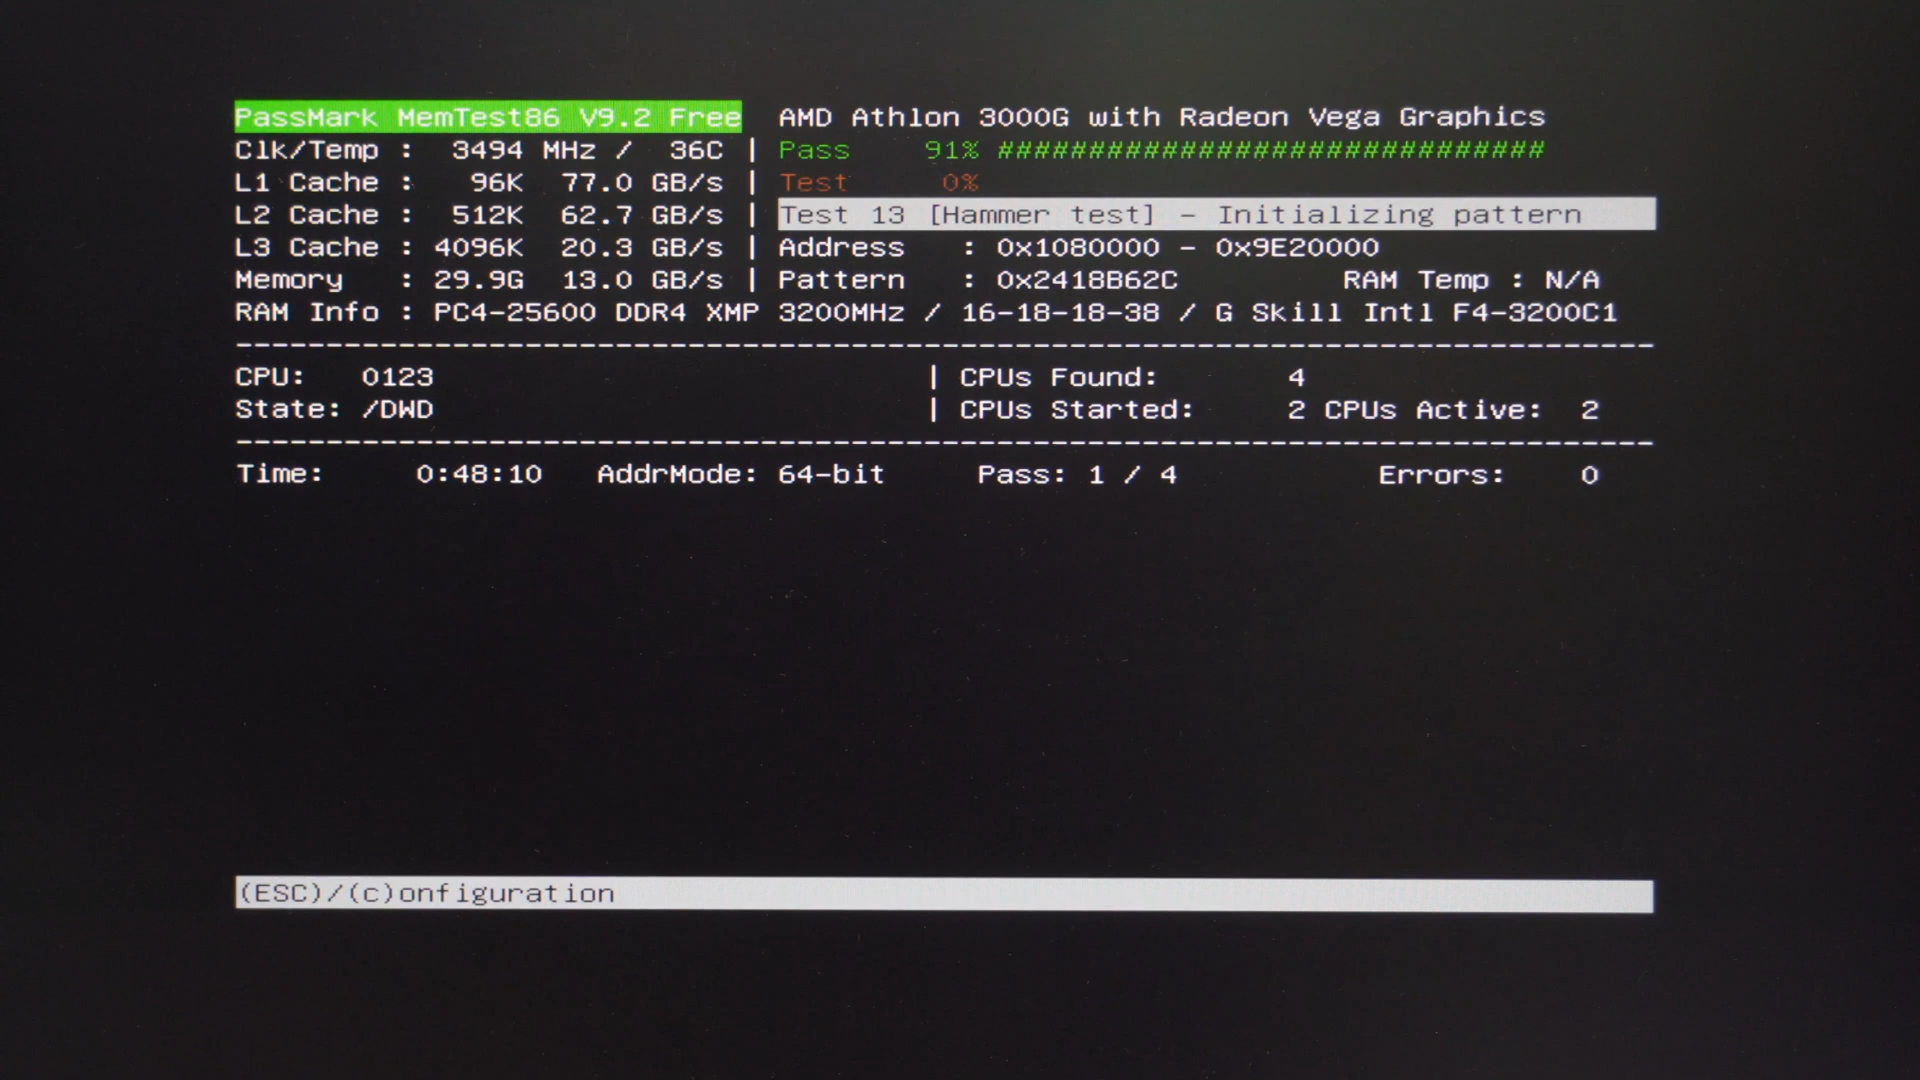 PassMark MemTest86 V9.2 Free   AMD Athlon 3000G with Radeon Vega Graphics
Clk/Temp :  3494 MHz /  36C | Pass    91% ##############################
L1 Cache :   96K  77.0 GB/s | Test     0%
L2 Cache :  512K  62.7 GB/s | Test 13 [Hammer test] - Initializing pattern
L3 Cache : 4096K  20.3 GB/s | Address   : 0x1080000 - 0x9E20000
Memory   : 29.9G  13.0 GB/s | Pattern   : 0x2418B62C         RAM Temp : N/A
RAM Info : PC4-25600 DDR4 XMP 3200MHz / 16-18-18-38 / G Skill Intl F4-3200C1
------------------------------------------------------------------------------
CPU:   0123                           | CPUs Found:       4
State: /DWD                           | CPUs Started:     2 CPUs Active:  2
------------------------------------------------------------------------------
Time:     0:48:10   AddrMode: 64-bit     Pass: 1 / 4           Errors:    0
(ESC)/(c)onfiguration